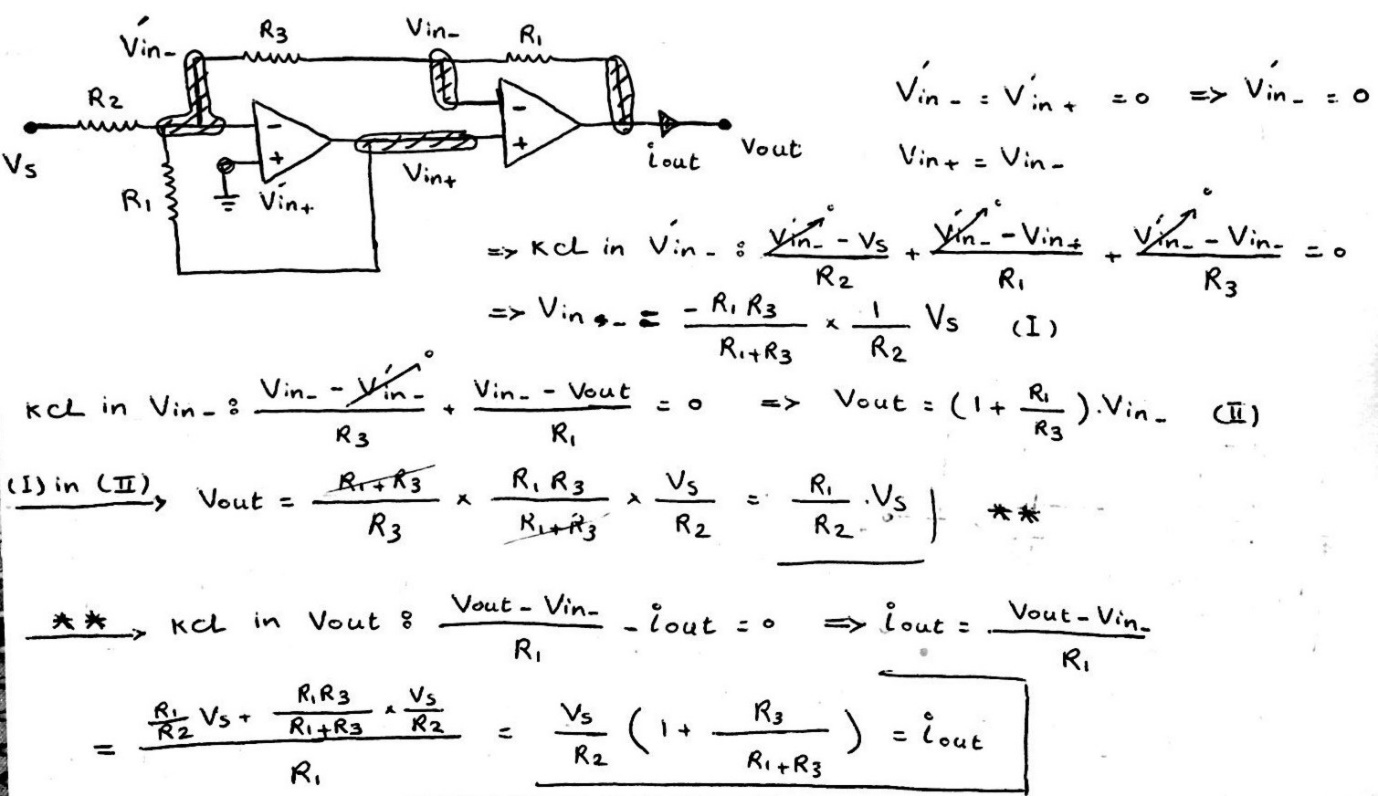 V́in-
R3
Vin-
R1
R2
-
+
-
+
Vs
R1
V́in+
Vin+
iout
Vout
V́in- = V́in+ = 0 => V́in- = 0
Vin+ = Vin-
=> KCL in V́in- : (V́in- - Vs)/R2 + (V́in- - Vin+)/R1 + (V́in- - Vin-)/R3 = 0
=> Vin- = (-R1 R3)/(R1+R3) × 1/R2 Vs (I)
KCL in Vin- : (Vin- - V́in-)/R3 + (Vin- - Vout)/R1 = 0 => Vout = (1 + R1/R3).Vin- (II)
(I) in (II) → Vout = (R1+R3)/R3 × (R1 R3)/(R1+R3) × Vs/R2 = R1/R2 .Vs **
** → KCL in Vout : (Vout - Vin-)/R1 - iout = 0 => iout = (Vout - Vin-)/R1
= (R1/R2 Vs + (R1R3)/(R1+R3) × Vs/R2)/R1 = Vs/R2 (1 + R3/(R1+R3)) = iout